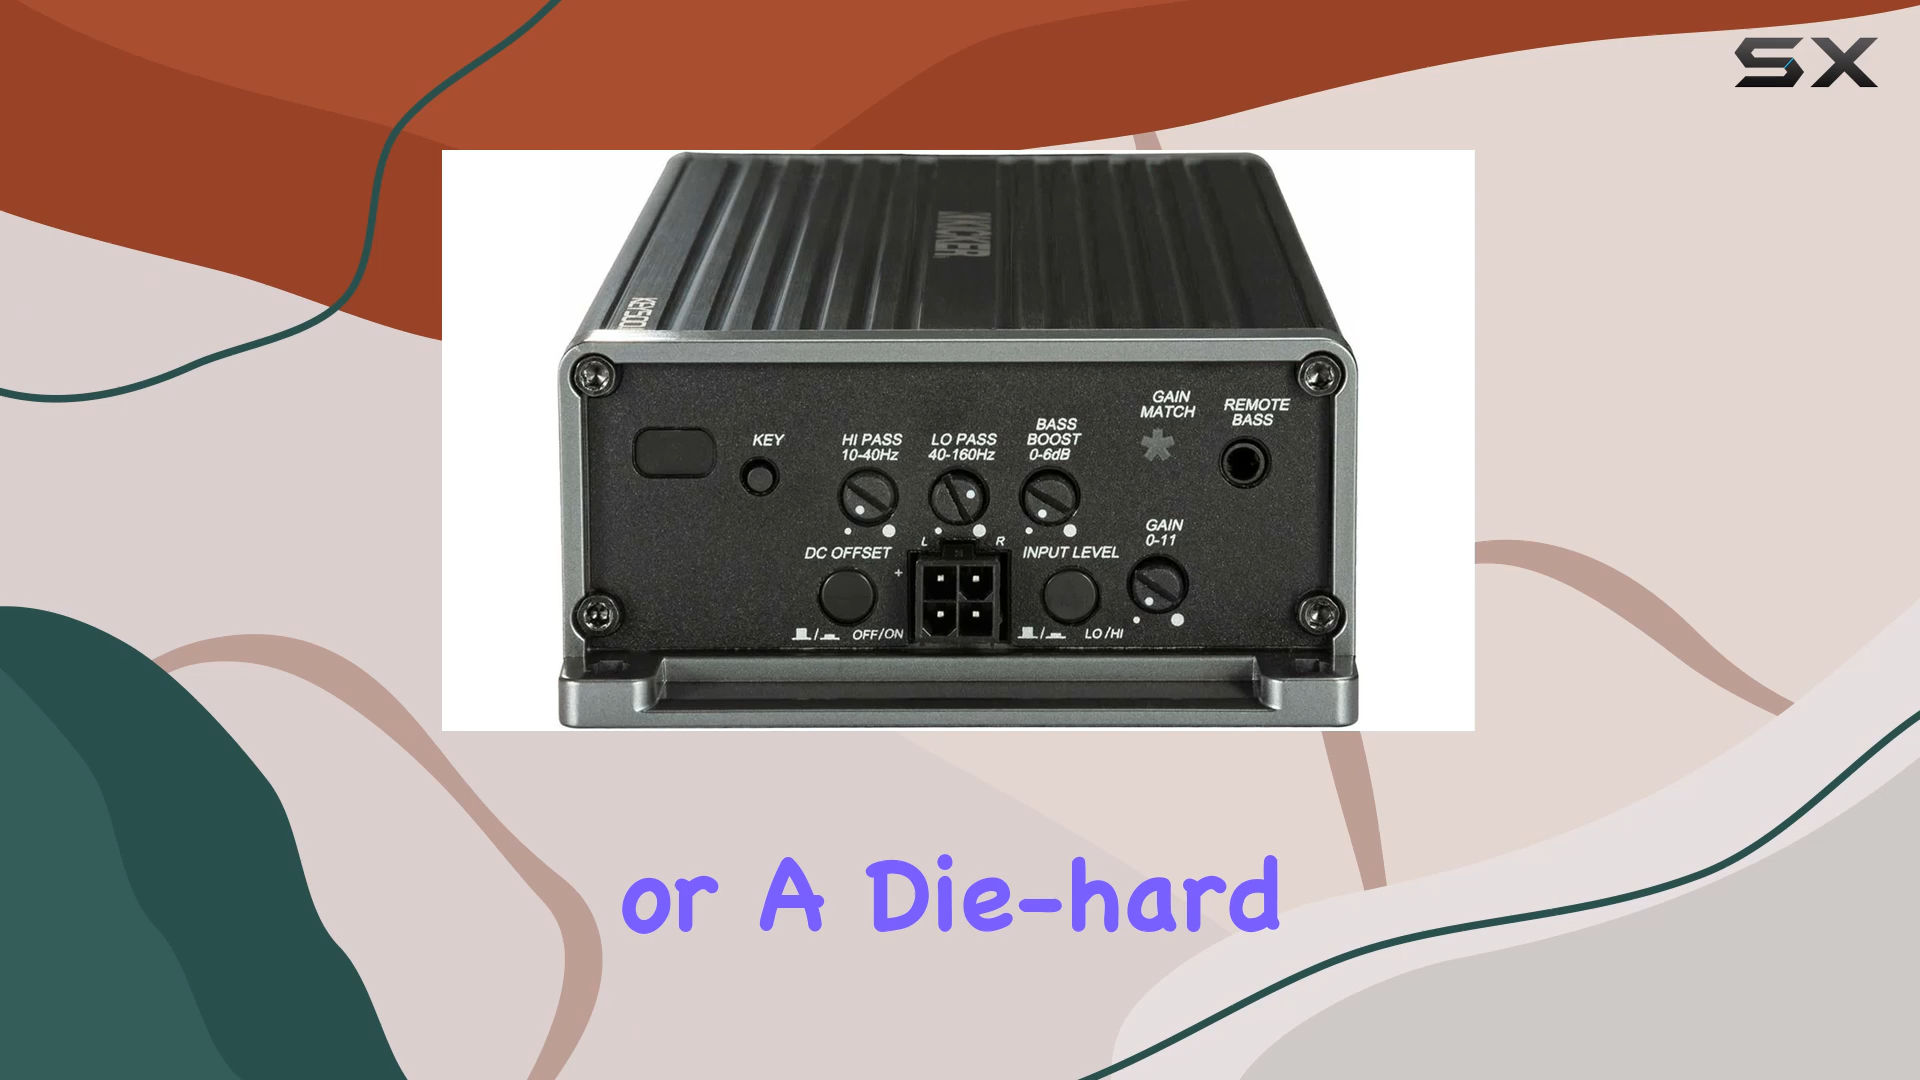 SX
KICKER
KEY500
GAIN
MATCH
REMOTE
BASS
BASS
BOOST
0-6dB
KEY
HI PASS
10-40Hz
LO PASS
40-160Hz
GAIN
0-11
L
R
DC OFFSET
INPUT LEVEL
+
/
OFF/ON
/
LO/HI
or A Die-hard